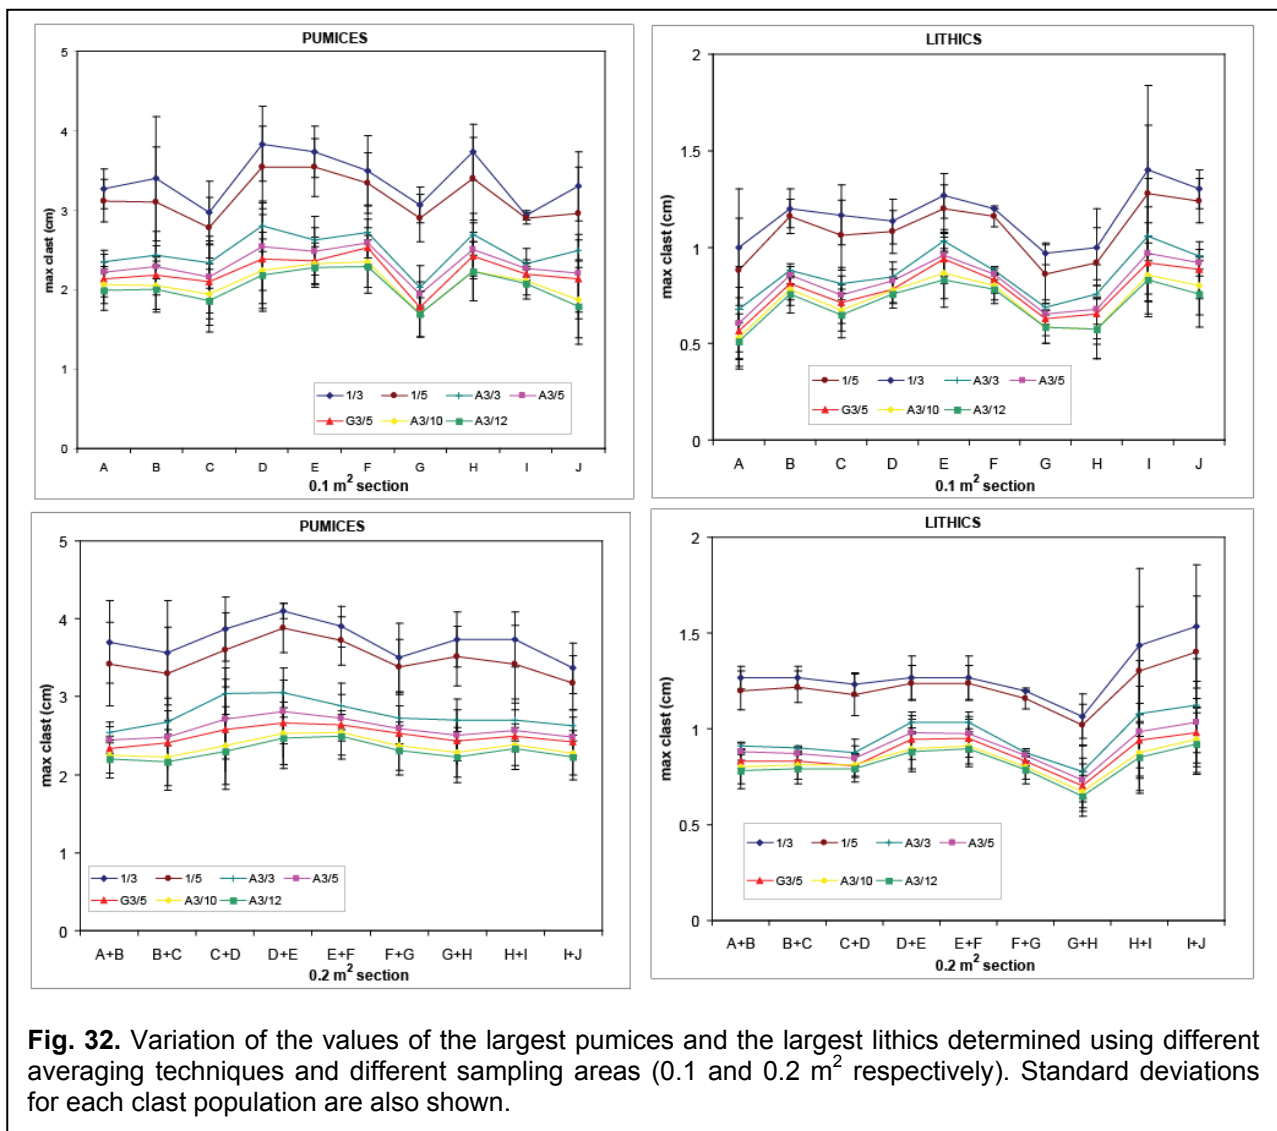 PUMICES
5
4
3
2
1
0
max clast (cm)
A B C D E F G H I J
0.1 m² section
1/3 1/5 A3/3 A3/5
G3/5 A3/10 A3/12
LITHICS
2
1.5
1
0.5
0
max clast (cm)
A B C D E F G H I J
0.1 m² section
1/3 1/5 1/3 A3/3 A3/5
G3/5 A3/10 A3/12
PUMICES
5
4
3
2
1
0
max clast (cm)
A+B B+C C+D D+E E+F F+G G+H H+I I+J
0.2 m² section
1/3 1/5 A3/3 A3/5
G3/5 A3/10 A3/12
LITHICS
2
1.5
1
0.5
0
max clast (cm)
A+B B+C C+D D+E E+F F+G G+H H+I I+J
0.2 m² section
1/3 1/5 A3/3 A3/5
G3/5 A3/10 A3/12
Fig. 32. Variation of the values of the largest pumices and the largest lithics determined using different
averaging techniques and different sampling areas (0.1 and 0.2 m² respectively). Standard deviations
for each clast population are also shown.